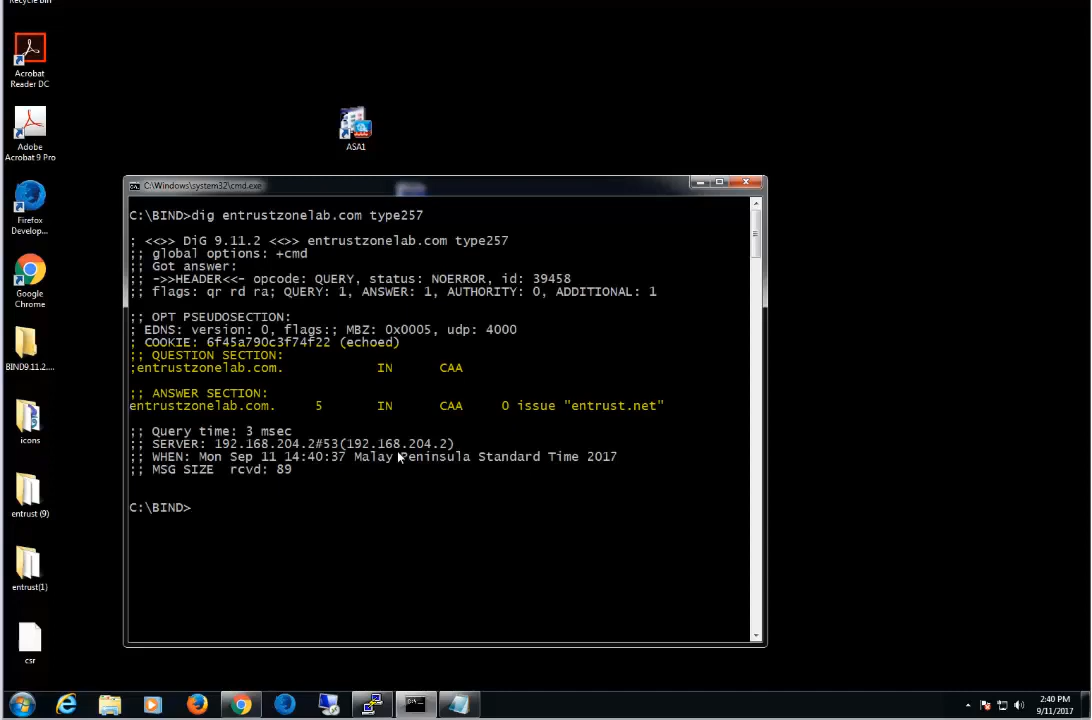 Recycle Bin
Acrobat
Reader DC
Adobe
Acrobat 9 Pro
Firefox
Develop...
Google
Chrome
BIND9.11.2....
icons
entrust (9)
entrust(1)
csr
ASA1
C:\Windows\system32\cmd.exe
C:\BIND>dig entrustzonelab.com type257
; <<>> DiG 9.11.2 <<>> entrustzonelab.com type257
;; global options: +cmd
;; Got answer:
;; ->>HEADER<<- opcode: QUERY, status: NOERROR, id: 39458
;; flags: qr rd ra; QUERY: 1, ANSWER: 1, AUTHORITY: 0, ADDITIONAL: 1
;; OPT PSEUDOSECTION:
; EDNS: version: 0, flags:; MBZ: 0x0005, udp: 4000
; COOKIE: 6f45a790c3f74f22 (echoed)
;; QUESTION SECTION:
;entrustzonelab.com. IN CAA
;; ANSWER SECTION:
entrustzonelab.com. 5 IN CAA 0 issue "entrust.net"
;; Query time: 3 msec
;; SERVER: 192.168.204.2#53(192.168.204.2)
;; WHEN: Mon Sep 11 14:40:37 Malay Peninsula Standard Time 2017
;; MSG SIZE rcvd: 89
C:\BIND>
2:40 PM
9/11/2017